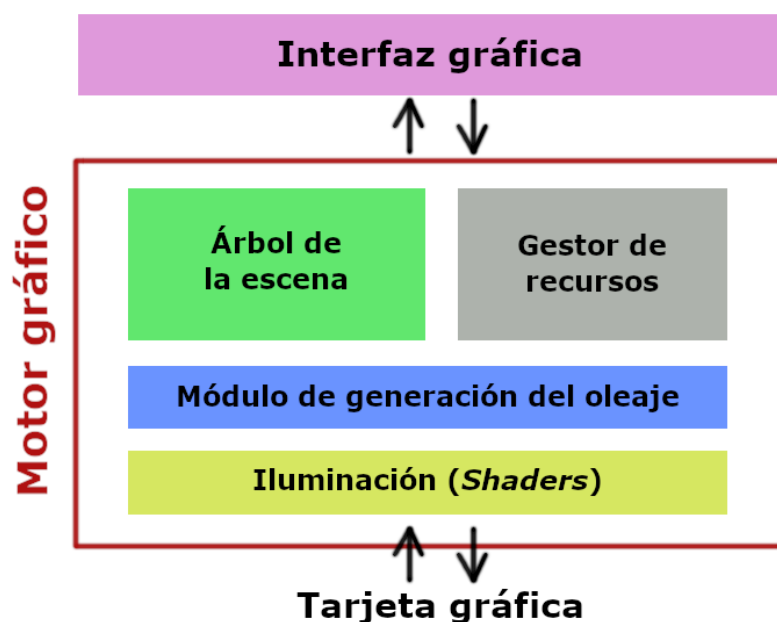 Interfaz gráfica
Motor gráfico
Árbol de
la escena
Gestor de
recursos
Módulo de generación del oleaje
Iluminación (Shaders)
Tarjeta gráfica